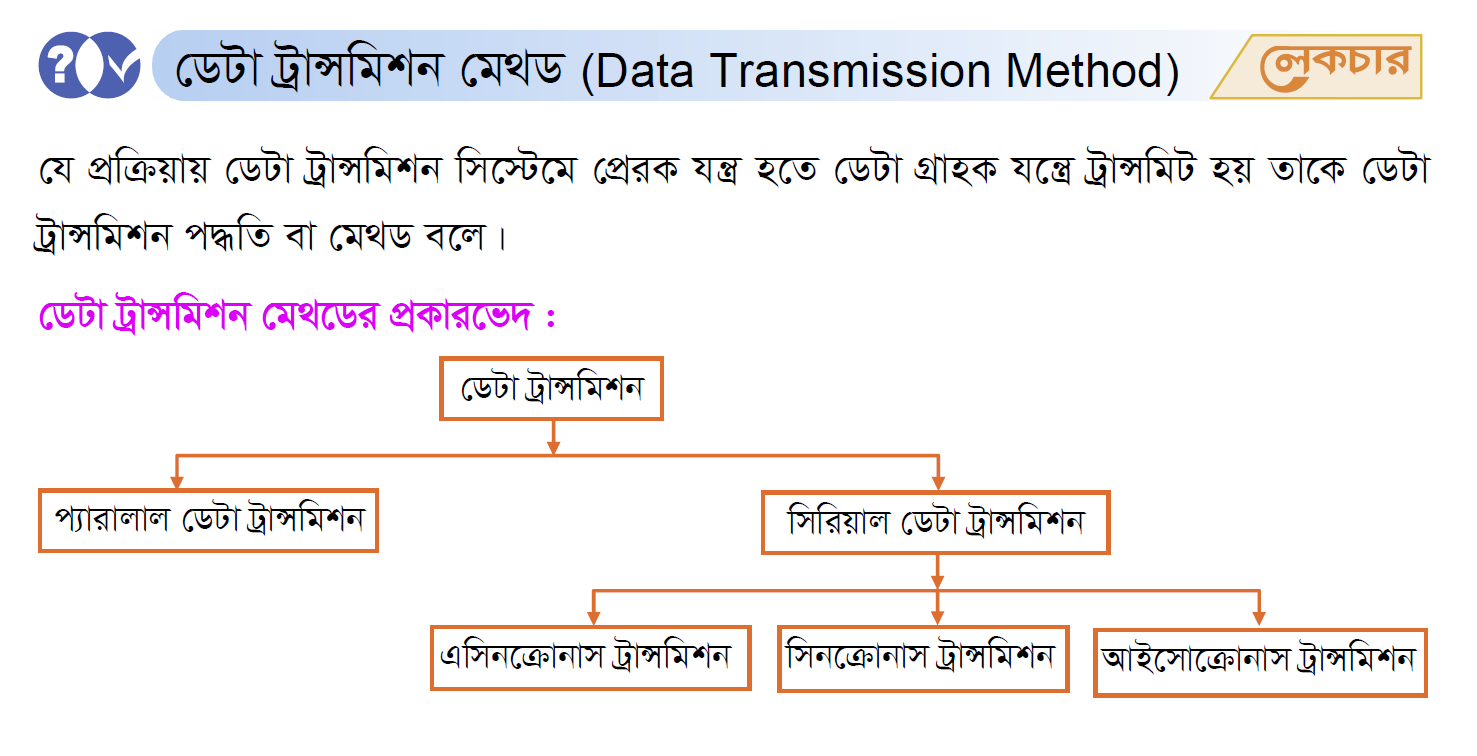 ডেটা ট্রান্সমিশন মেথড (Data Transmission Method)
লেকচার
যে প্রক্রিয়ায় ডেটা ট্রান্সমিশন সিস্টেমে প্রেরক যন্ত্র হতে ডেটা গ্রাহক যন্ত্রে ট্রান্সমিট হয় তাকে ডেটা
ট্রান্সমিশন পদ্ধতি বা মেথড বলে।
ডেটা ট্রান্সমিশন মেথডের প্রকারভেদ :
ডেটা ট্রান্সমিশন
প্যারালাল ডেটা ট্রান্সমিশন
সিরিয়াল ডেটা ট্রান্সমিশন
এসিনক্রোনাস ট্রান্সমিশন
সিনক্রোনাস ট্রান্সমিশন
আইসোক্রোনাস ট্রান্সমিশন